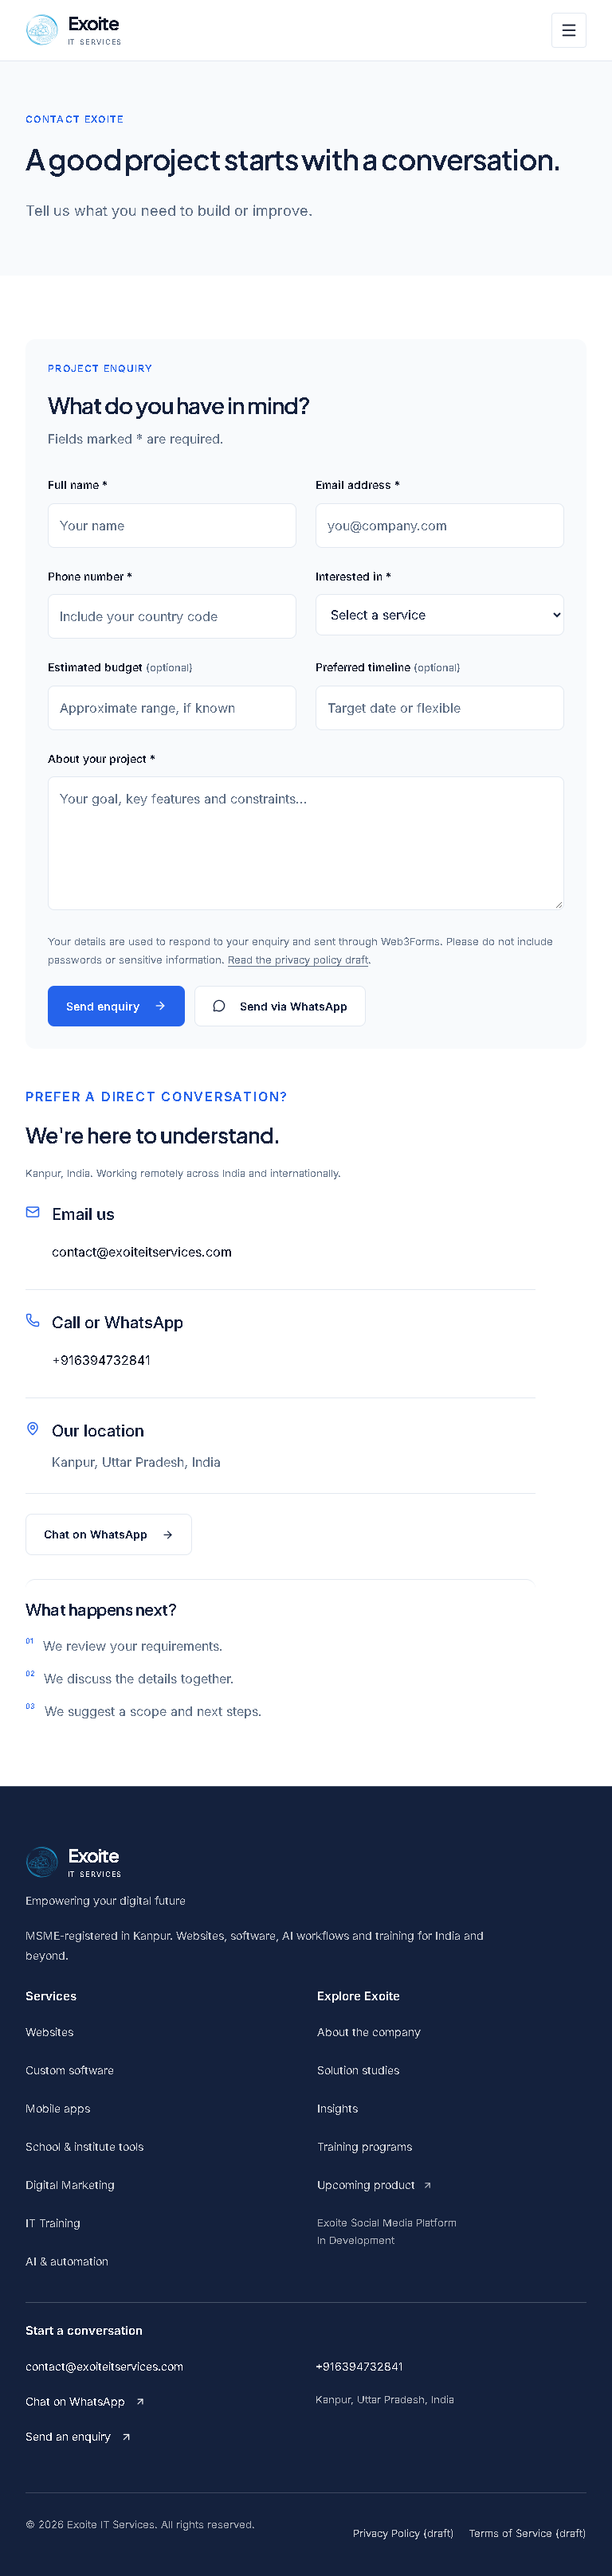 Exoite
IT SERVICES
CONTACT EXOITE
A good project starts with a conversation.
Tell us what you need to build or improve.
PROJECT ENQUIRY
What do you have in mind?
Fields marked * are required.
Full name *
Email address *
Your name
you@company.com
Phone number *
Interested in *
Include your country code
Select a service
Estimated budget (optional)
Preferred timeline (optional)
Approximate range, if known
Target date or flexible
About your project *
Your goal, key features and constraints...
Your details are used to respond to your enquiry and sent through Web3Forms. Please do not include
passwords or sensitive information. Read the privacy policy draft.
Send enquiry →
Send via WhatsApp
PREFER A DIRECT CONVERSATION?
We're here to understand.
Kanpur, India. Working remotely across India and internationally.
Email us
contact@exoiteitservices.com
Call or WhatsApp
+916394732841
Our location
Kanpur, Uttar Pradesh, India
Chat on WhatsApp →
What happens next?
01 We review your requirements.
02 We discuss the details together.
03 We suggest a scope and next steps.
Exoite
IT SERVICES
Empowering your digital future
MSME-registered in Kanpur. Websites, software, AI workflows and training for India and
beyond.
Services
Websites
Custom software
Mobile apps
School & institute tools
Digital Marketing
IT Training
AI & automation
Explore Exoite
About the company
Solution studies
Insights
Training programs
Upcoming product ↗
Exoite Social Media Platform
In Development
Start a conversation
contact@exoiteitservices.com
Chat on WhatsApp ↗
Send an enquiry ↗
+916394732841
Kanpur, Uttar Pradesh, India
© 2026 Exoite IT Services. All rights reserved.
Privacy Policy (draft)
Terms of Service (draft)